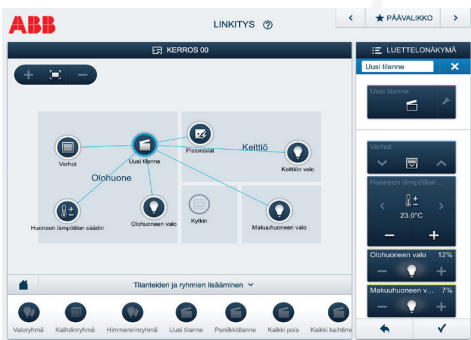 ABB
LINKITYS ?
< ★ PÄÄVALIKKO >
KERROS 00
LUETTELONÄKYMÄ
Uusi tilanne
Uusi tilanne
Verhot
Uusi tilanne
Pistorasiat
Keittiö
Keittiön valo
Olohuone
Huoneen lämpötilan säädin
Olohuoneen valo
Kytkin
Makuuhuoneen valo
Verhot
Huoneen lämpötilan ...
23.0°C
Olohuoneen valo 12%
Makuuhuoneen v... 7%
Tilanteiden ja ryhmien lisääminen
Valoryhmä Kaihdinryhmä Himmenninryhmä Uusi tilanne Paniikktilanne Kaikki pois Kaikki kaihtime